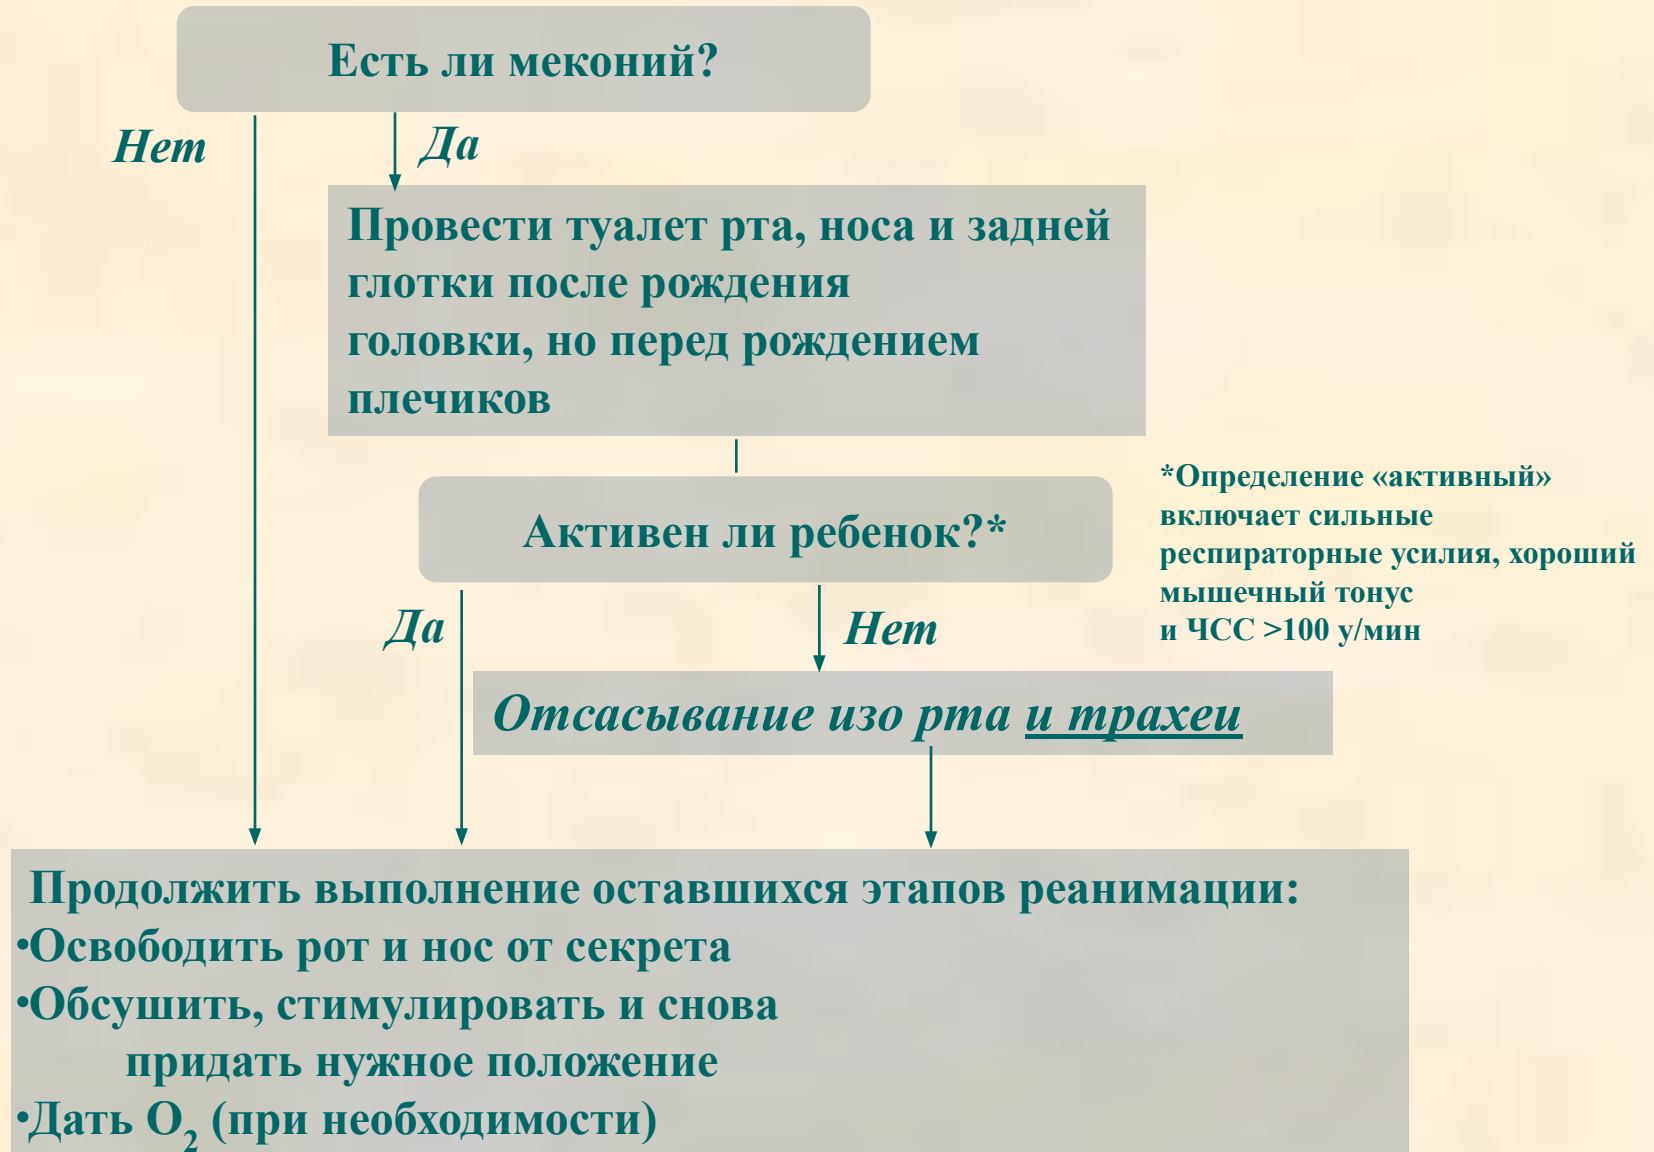 Есть ли меконий?
Нет
Да
Провести туалет рта, носа и задней
глотки после рождения
головки, но перед рождением
плечиков
Активен ли ребенок?*
*Определение «активный»
включает сильные
респираторные усилия, хороший
мышечный тонус
и ЧСС >100 у/мин
Да
Нет
Отсасывание изо рта и трахеи
Продолжить выполнение оставшихся этапов реанимации:
•Освободить рот и нос от секрета
•Обсушить, стимулировать и снова
придать нужное положение
•Дать O₂ (при необходимости)